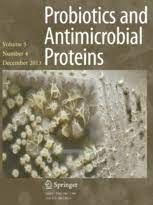 Probiotics and
Antimicrobial
Proteins
Volume 5
Number 4
December 2013
Springer